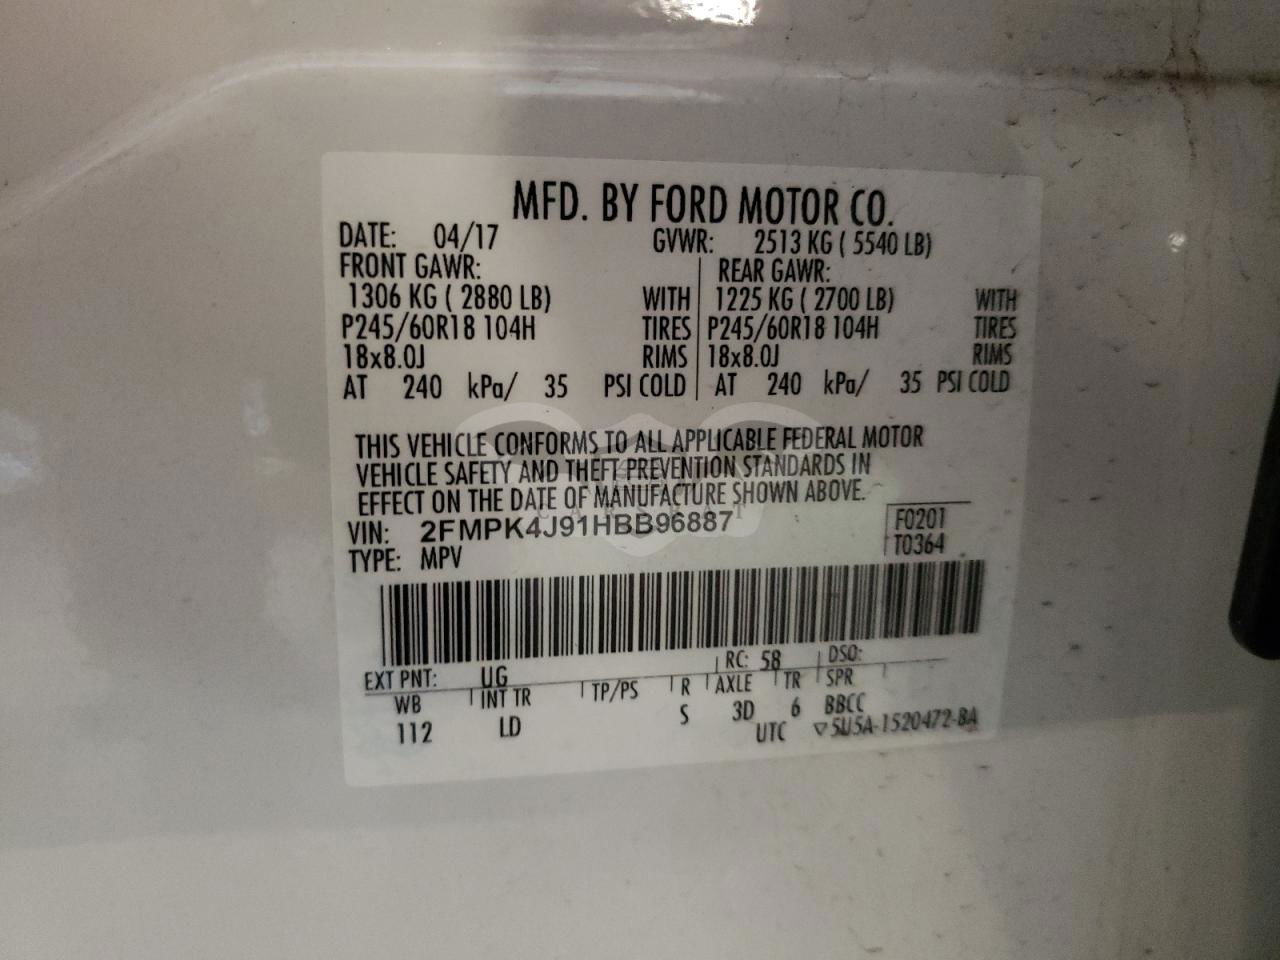 MFD. BY FORD MOTOR CO.
DATE: 04/17 GVWR: 2513 KG ( 5540 LB)
FRONT GAWR: REAR GAWR:
1306 KG ( 2880 LB) WITH 1225 KG ( 2700 LB) WITH
P245/60R18 104H TIRES P245/60R18 104H TIRES
18x8.0J RIMS 18x8.0J RIMS
AT 240 kPa/ 35 PSI COLD AT 240 kPa/ 35 PSI COLD
THIS VEHICLE CONFORMS TO ALL APPLICABLE FEDERAL MOTOR
VEHICLE SAFETY AND THEFT PREVENTION STANDARDS IN
EFFECT ON THE DATE OF MANUFACTURE SHOWN ABOVE.
VIN: 2FMPK4J91HBB96887 F0201
TYPE: MPV T0364
EXT PNT: UG RC: 58 DSO:
WB INT TR TP/PS R AXLE TR SPR
112 LD S 3D 6 BBCC
UTC ▽5U5A-1520472-BA